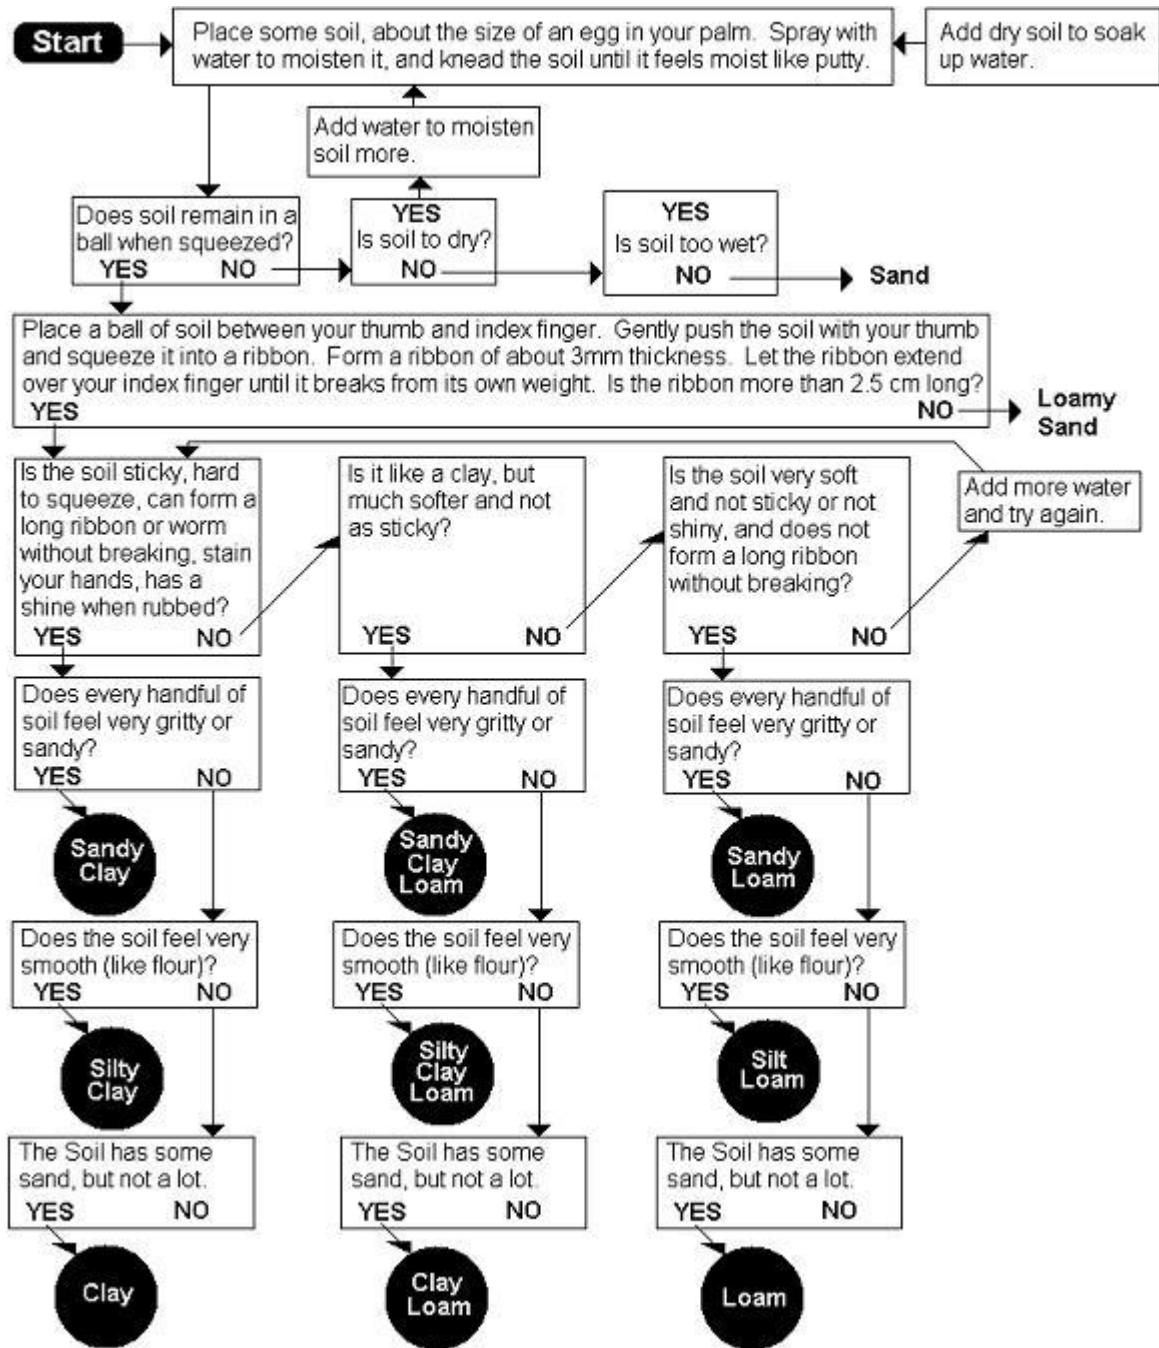 Start
Place some soil, about the size of an egg in your palm. Spray with
water to moisten it, and knead the soil until it feels moist like putty.
Add dry soil to soak
up water.
Add water to moisten
soil more.
Does soil remain in a
ball when squeezed?
YES NO
YES
Is soil to dry?
NO
YES
Is soil too wet?
NO
Sand
Place a ball of soil between your thumb and index finger. Gently push the soil with your thumb
and squeeze it into a ribbon. Form a ribbon of about 3mm thickness. Let the ribbon extend
over your index finger until it breaks from its own weight. Is the ribbon more than 2.5 cm long?
YES NO
Loamy
Sand
Is the soil sticky, hard
to squeeze, can form a
long ribbon or worm
without breaking, stain
your hands, has a
shine when rubbed?
YES NO
Is it like a clay, but
much softer and not
as sticky?
YES NO
Is the soil very soft
and not sticky or not
shiny, and does not
form a long ribbon
without breaking?
YES NO
Add more water
and try again.
Does every handful of
soil feel very gritty or
sandy?
YES NO
Does every handful of
soil feel very gritty or
sandy?
YES NO
Does every handful of
soil feel very gritty or
sandy?
YES NO
Sandy
Clay
Sandy
Clay
Loam
Sandy
Loam
Does the soil feel very
smooth (like flour)?
YES NO
Does the soil feel very
smooth (like flour)?
YES NO
Does the soil feel very
smooth (like flour)?
YES NO
Silty
Clay
Silty
Clay
Loam
Silt
Loam
The Soil has some
sand, but not a lot.
YES NO
The Soil has some
sand, but not a lot.
YES NO
The Soil has some
sand, but not a lot.
YES NO
Clay
Clay
Loam
Loam